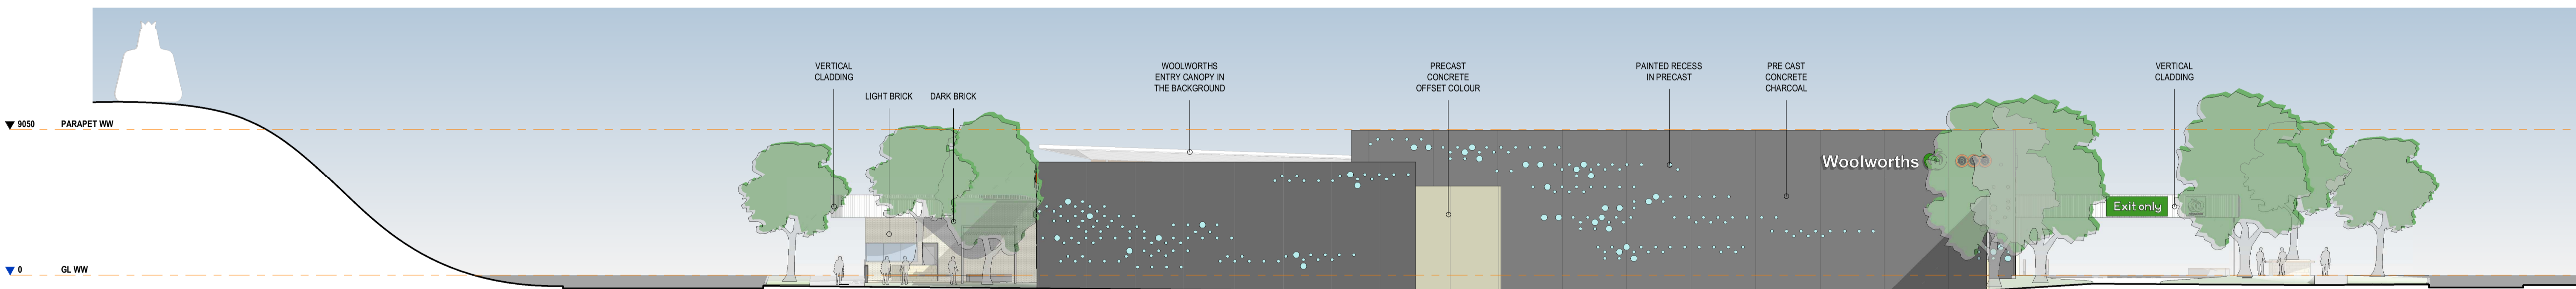 VERTICAL
CLADDING
LIGHT BRICK
DARK BRICK
WOOLWORTHS
ENTRY CANOPY IN
THE BACKGROUND
PRECAST
CONCRETE
OFFSET COLOUR
PAINTED RECESS
IN PRECAST
PRE CAST
CONCRETE
CHARCOAL
VERTICAL
CLADDING
9050 PARAPET WW
Woolworths
Exit only
0 GL WW